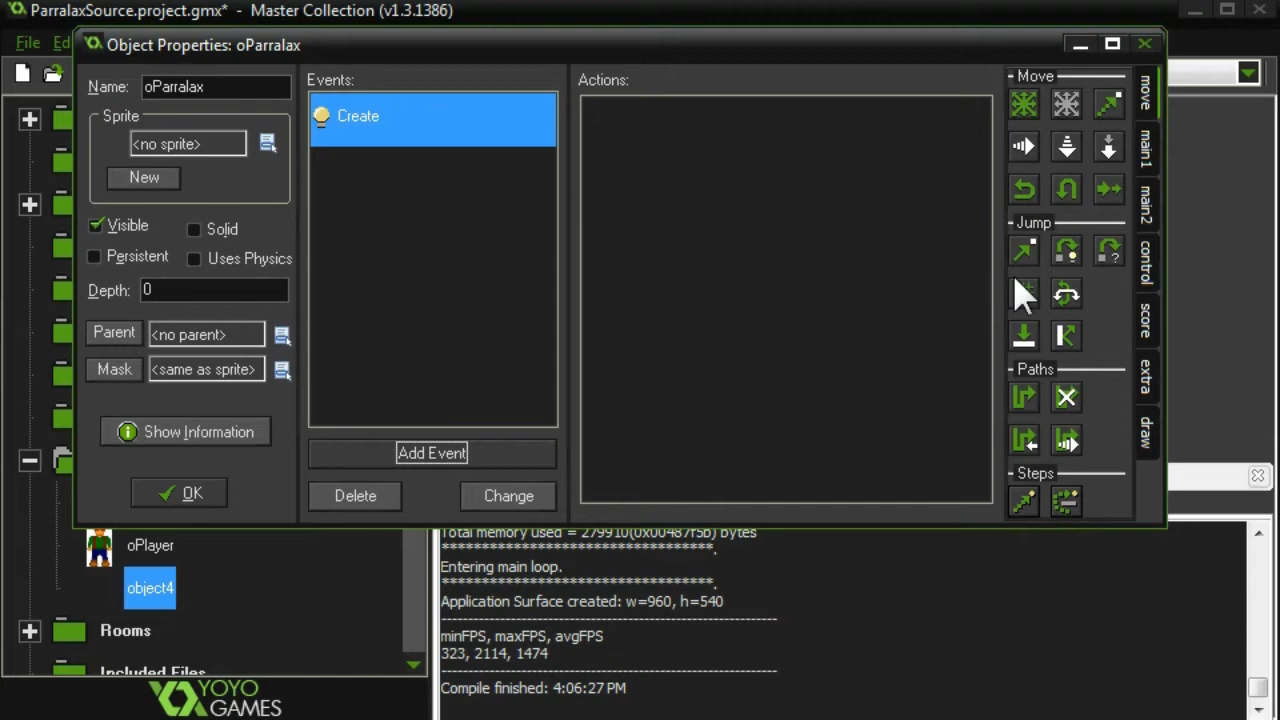 ParralaxSource.project.gmx* - Master Collection (v1.3.1386)
File Ed
Object Properties: oParralax
Name: oParralax
Sprite
<no sprite>
New
Visible
Solid
Persistent
Uses Physics
Depth: 0
Parent <no parent>
Mask <same as sprite>
Show Information
OK
Events:
Create
Add Event
Delete
Change
Actions:
Move
Jump
Paths
Steps
move
main1
main2
control
score
extra
draw
oPlayer
object4
Rooms
Included Files
YOYO
GAMES
Total memory used = 279910(0x00487f5b) bytes
***********************************.
Entering main loop.
***********************************.
Application Surface created: w=960, h=540
minFPS, maxFPS, avgFPS
323, 2114, 1474
Compile finished: 4:06:27 PM